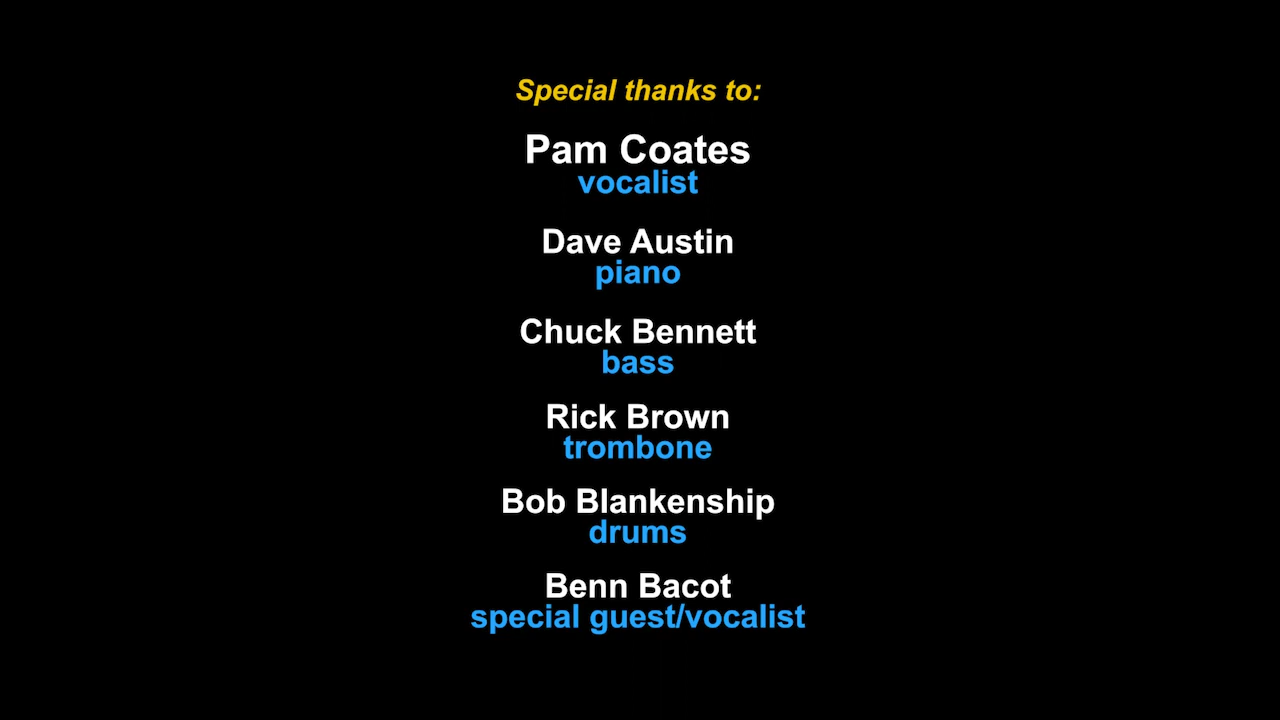 Special thanks to:
Pam Coates
vocalist
Dave Austin
piano
Chuck Bennett
bass
Rick Brown
trombone
Bob Blankenship
drums
Benn Bacot
special guest/vocalist